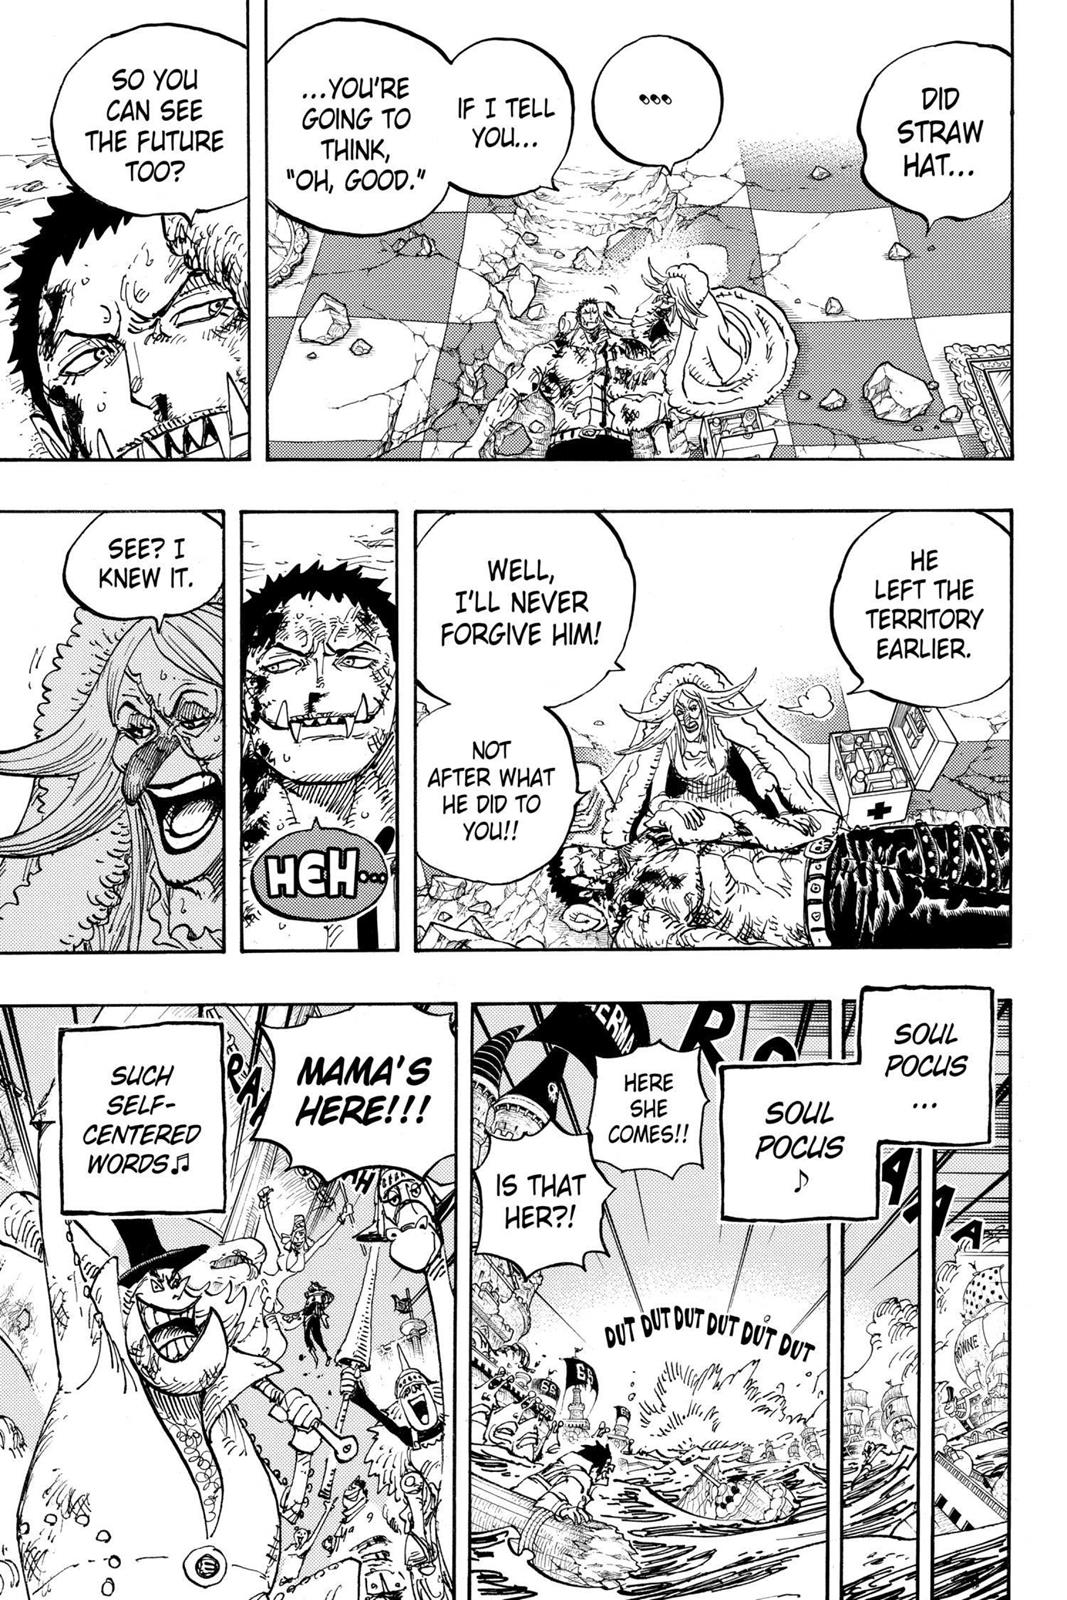 DID
STRAW
HAT...
...
IF I TELL
YOU...
...YOU'RE
GOING TO
THINK,
"OH, GOOD."
SO YOU
CAN SEE
THE FUTURE
TOO?
HE
LEFT THE
TERRITORY
EARLIER.
WELL,
I'LL NEVER
FORGIVE HIM!
NOT
AFTER WHAT
HE DID TO
YOU!!
HEH...
SEE? I
KNEW IT.
SOUL
POCUS
...
SOUL
POCUS
♪
HERE
SHE
COMES!!
IS THAT
HER?!
GERMA
66
66
DUT DUT DUT DUT DUT DUT
MAMA'S
HERE!!!
SUCH
SELF-
CENTERED
WORDS♫